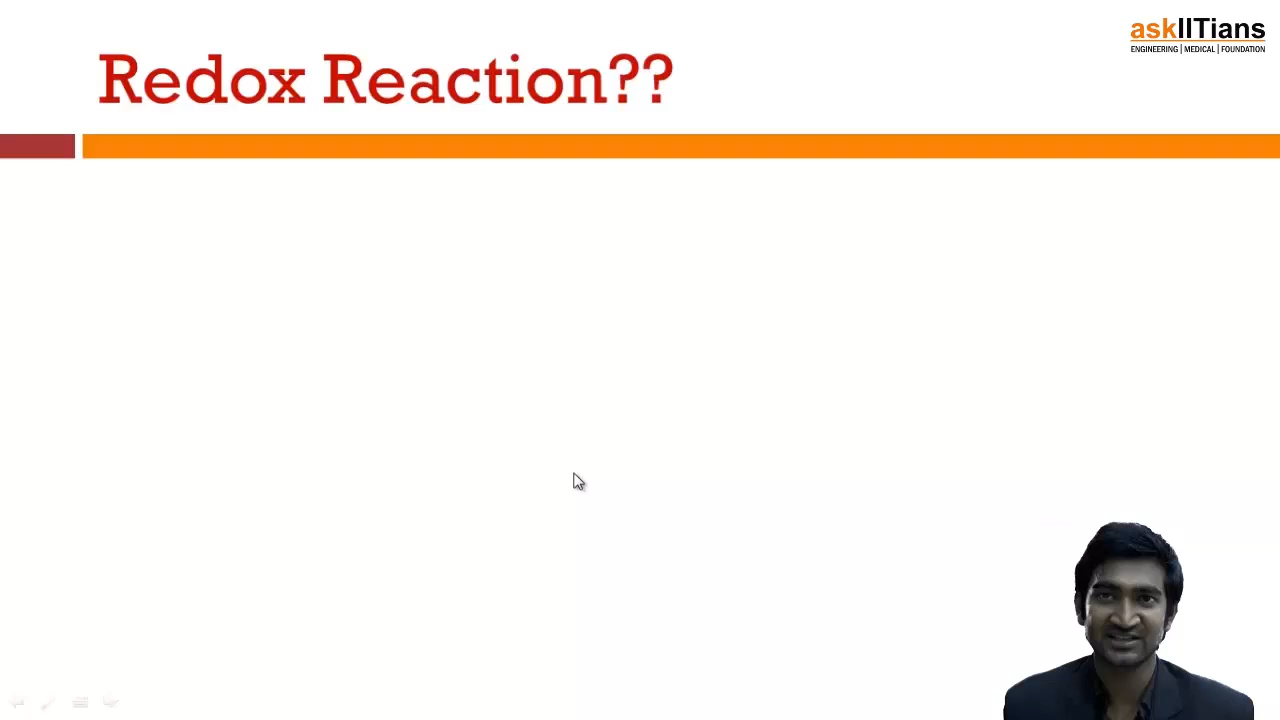 askIITians
ENGINEERING | MEDICAL | FOUNDATION
Redox Reaction??